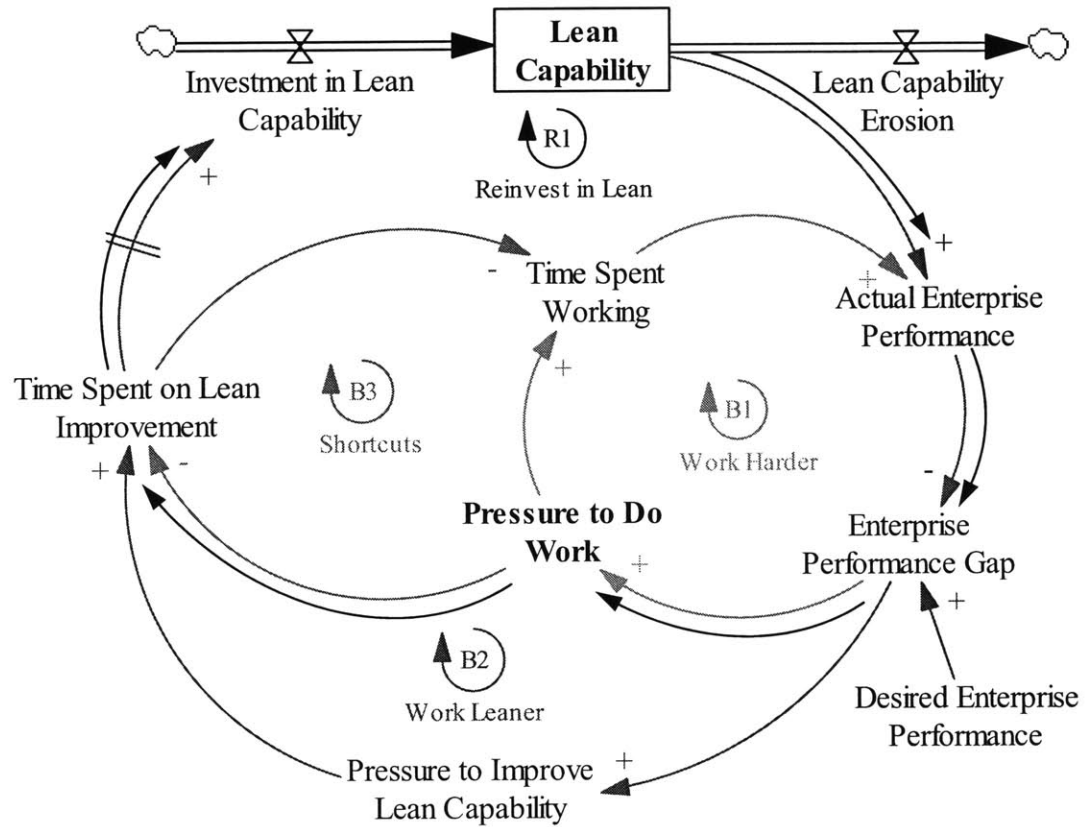 Lean
Capability
Investment in Lean
Capability
Lean Capability
Erosion
R1
Reinvest in Lean
+
+
-
Time Spent
Working
+
Actual Enterprise
Performance
+
Time Spent on Lean
Improvement
B3
Shortcuts
B1
Work Harder
+
-
-
Pressure to Do
Work
+
Enterprise
Performance Gap
+
B2
Work Leaner
Desired Enterprise
Performance
+
Pressure to Improve
Lean Capability